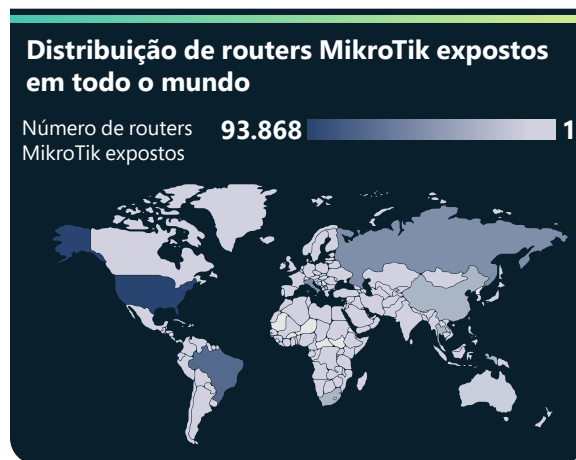 Distribuição de routers MikroTik expostos
em todo o mundo
Número de routers
MikroTik expostos
93.868
1